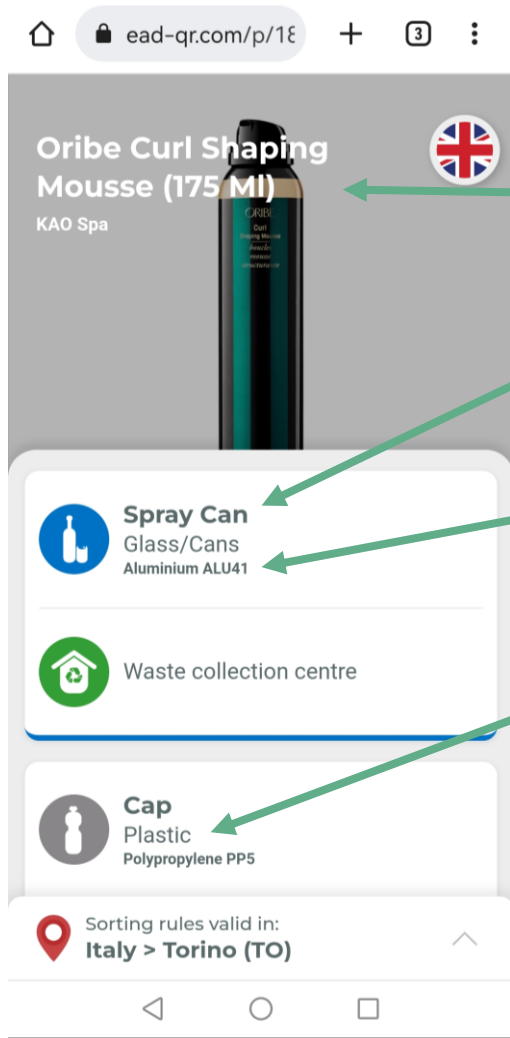 ead-qr.com/p/18
3
Oribe Curl Shaping
Mousse (175 Ml)
KAO Spa
ORIBE
Curl
Shaping Mousse
Spray Can
Glass/Cans
Aluminium ALU41
Waste collection centre
Cap
Plastic
Polypropylene PP5
Sorting rules valid in:
Italy > Torino (TO)